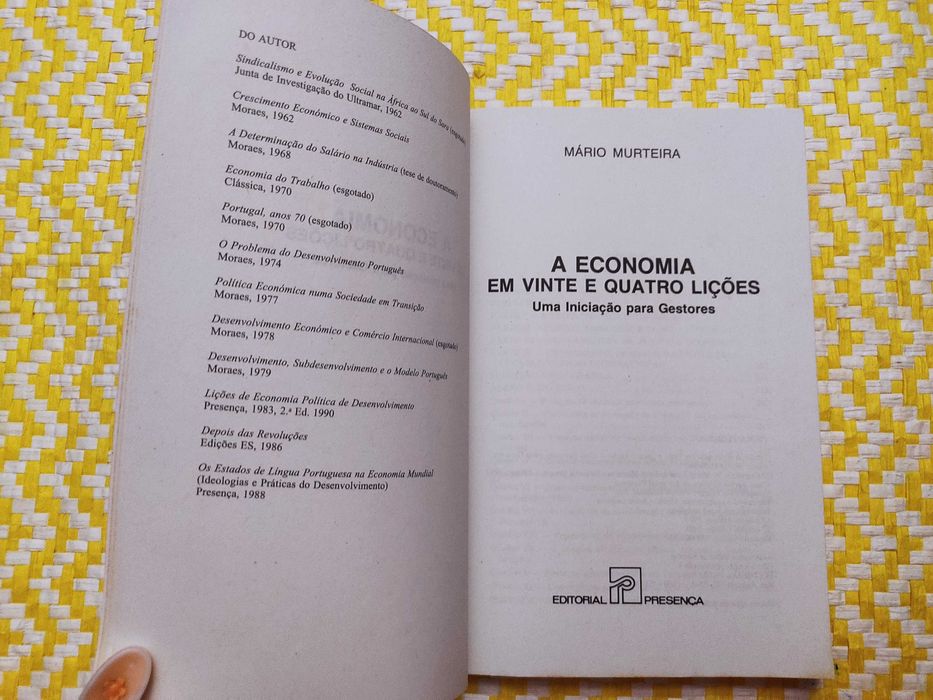 DO AUTOR
Sindicalismo e Evolução Social na África ao Sul do Sara (esgotado)
Junta de Investigação do Ultramar, 1962
Crescimento Económico e Sistemas Sociais
Moraes, 1962
A Determinação do Salário na Indústria (tese de doutoramento)
Moraes, 1968
Economia do Trabalho (esgotado)
Clássica, 1970
Portugal, anos 70 (esgotado)
Moraes, 1970
O Problema do Desenvolvimento Português
Moraes, 1974
Política Económica numa Sociedade em Transição
Moraes, 1977
Desenvolvimento Económico e Comércio Internacional (esgotado)
Moraes, 1978
Desenvolvimento, Subdesenvolvimento e o Modelo Português
Moraes, 1979
Lições de Economia Política de Desenvolvimento
Presença, 1983, 2.ª Ed. 1990
Depois das Revoluções
Edições ES, 1986
Os Estados de Língua Portuguesa na Economia Mundial
(Ideologias e Práticas do Desenvolvimento)
Presença, 1988
MÁRIO MURTEIRA
A ECONOMIA
EM VINTE E QUATRO LIÇÕES
Uma Iniciação para Gestores
EDITORIAL PRESENÇA